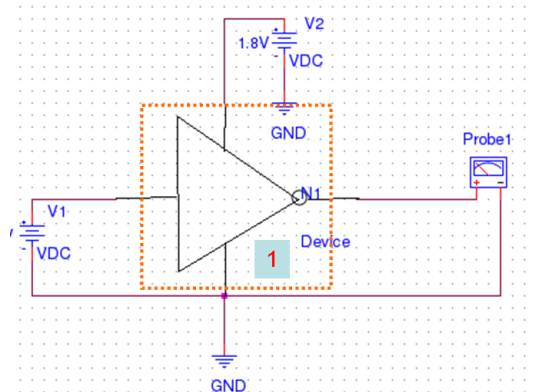 V2
1.8V
VDC
GND
Probe1
N1
V1
Device
VDC
1
GND